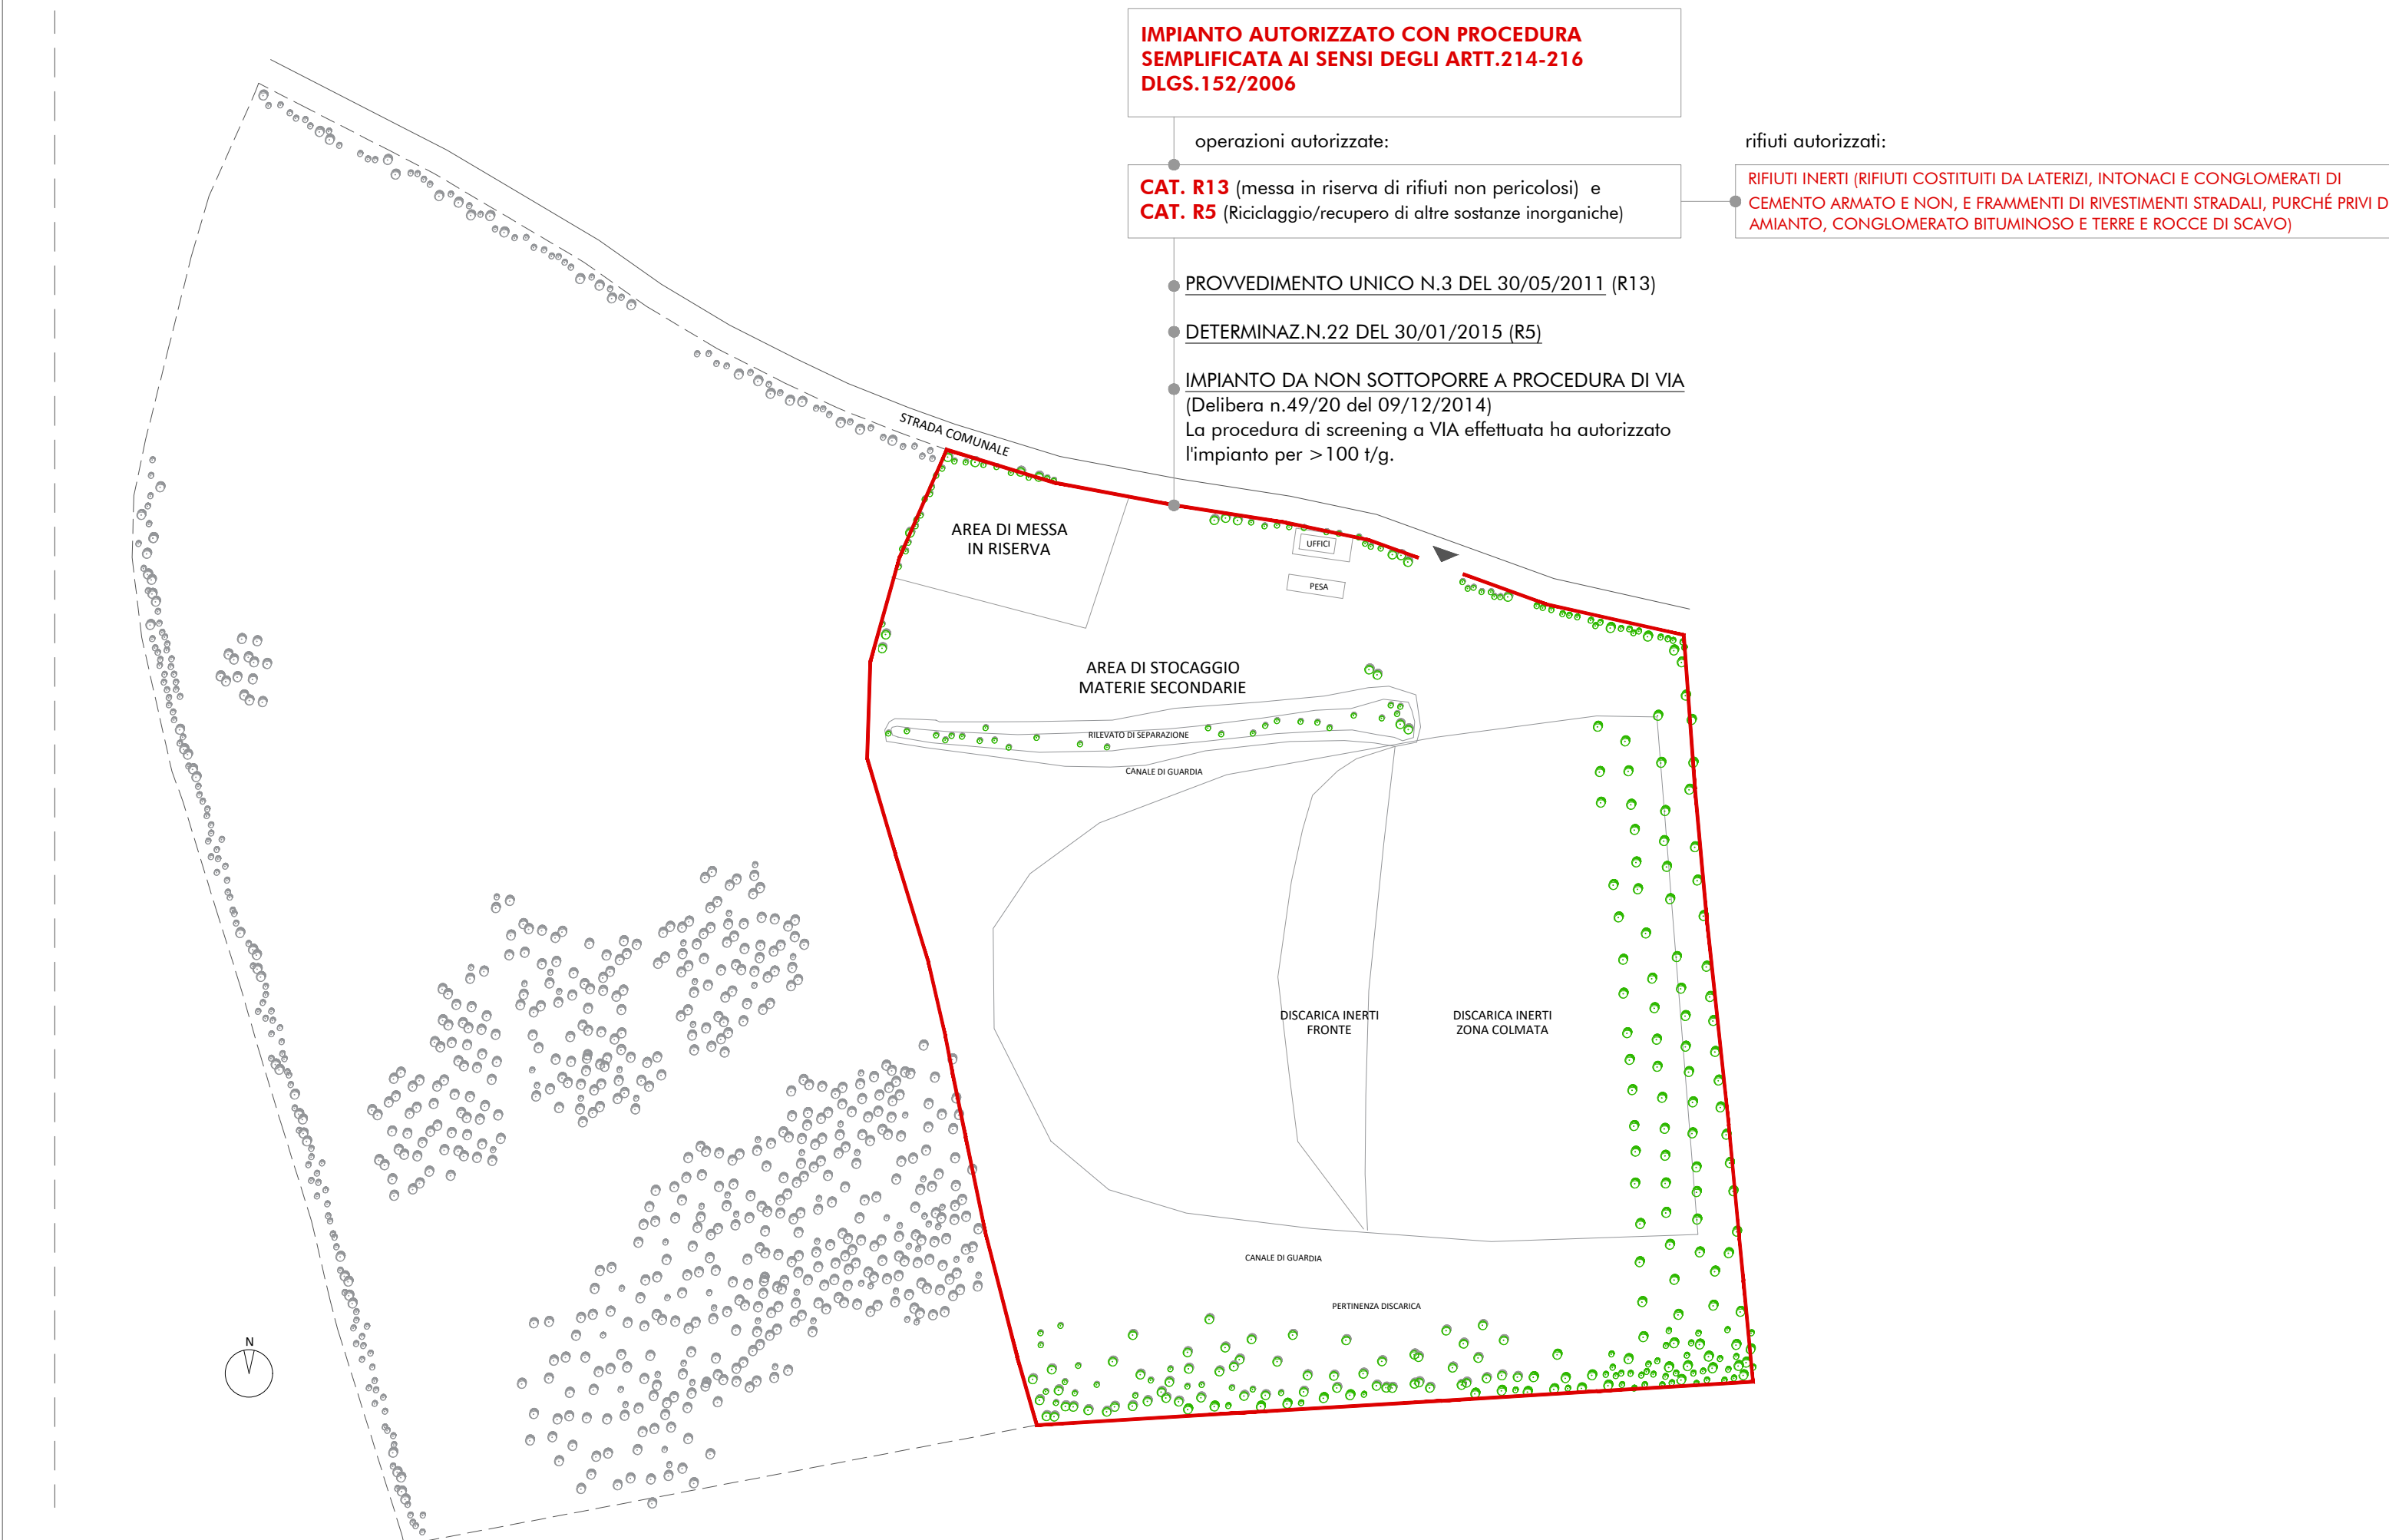 IMPIANTO AUTORIZZATO CON PROCEDURA
SEMPLIFICATA AI SENSI DEGLI ARTT.214-216
DLGS.152/2006
operazioni autorizzate:
rifiuti autorizzati:
CAT. R13 (messa in riserva di rifiuti non pericolosi) e
CAT. R5 (Riciclaggio/recupero di altre sostanze inorganiche)
RIFIUTI INERTI (RIFIUTI COSTITUITI DA LATERIZI, INTONACI E CONGLOMERATI DI
CEMENTO ARMATO E NON, E FRAMMENTI DI RIVESTIMENTI STRADALI, PURCHÉ PRIVI D
AMIANTO, CONGLOMERATO BITUMINOSO E TERRE E ROCCE DI SCAVO)
PROVVEDIMENTO UNICO N.3 DEL 30/05/2011 (R13)
DETERMINAZ.N.22 DEL 30/01/2015 (R5)
IMPIANTO DA NON SOTTOPORRE A PROCEDURA DI VIA
(Delibera n.49/20 del 09/12/2014)
La procedura di screening a VIA effettuata ha autorizzato
l'impianto per >100 t/g.
STRADA COMUNALE
AREA DI MESSA
IN RISERVA
UFFICI
PESA
AREA DI STOCAGGIO
MATERIE SECONDARIE
RILEVATO DI SEPARAZIONE
CANALE DI GUARDIA
DISCARICA INERTI
FRONTE
DISCARICA INERTI
ZONA COLMATA
CANALE DI GUARDIA
PERTINENZA DISCARICA
N